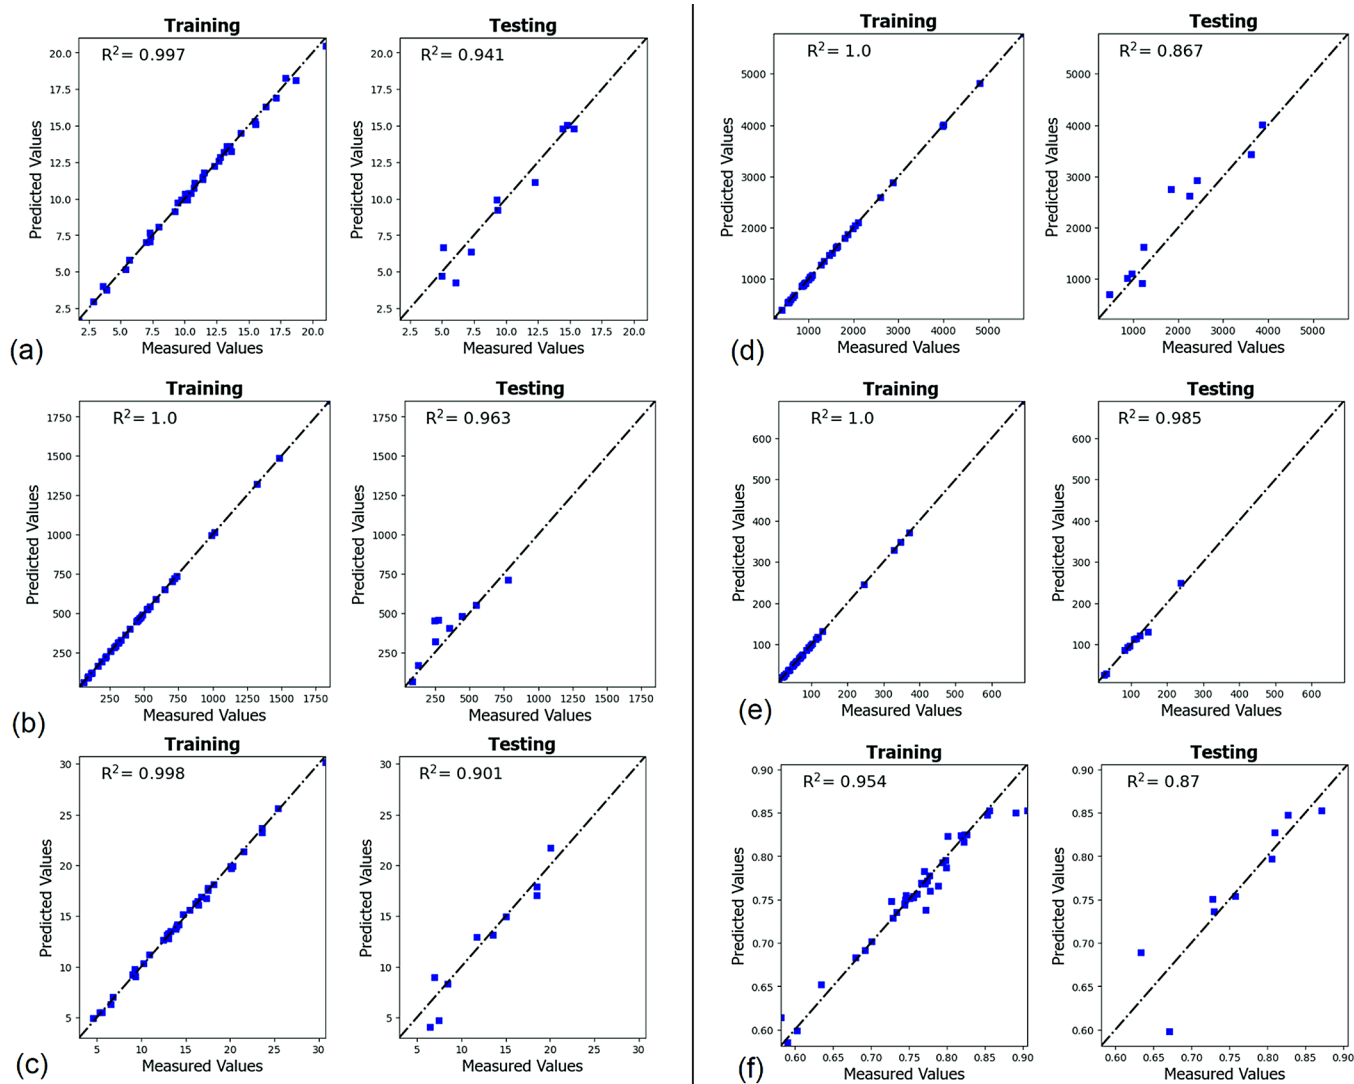 Training
R²= 0.997
Predicted Values
20.0
17.5
15.0
12.5
10.0
7.5
5.0
2.5
2.5 5.0 7.5 10.0 12.5 15.0 17.5 20.0
Measured Values
Testing
R²= 0.941
Predicted Values
20.0
17.5
15.0
12.5
10.0
7.5
5.0
2.5
2.5 5.0 7.5 10.0 12.5 15.0 17.5 20.0
Measured Values
(a)
Training
R²= 1.0
Predicted Values
1750
1500
1250
1000
750
500
250
250 500 750 1000 1250 1500 1750
Measured Values
Testing
R²= 0.963
Predicted Values
1750
1500
1250
1000
750
500
250
250 500 750 1000 1250 1500 1750
Measured Values
(b)
Training
R²= 0.998
Predicted Values
30
25
20
15
10
5
5 10 15 20 25 30
Measured Values
Testing
R²= 0.901
Predicted Values
30
25
20
15
10
5
5 10 15 20 25 30
Measured Values
(c)
Training
R²= 1.0
Predicted Values
5000
4000
3000
2000
1000
1000 2000 3000 4000 5000
Measured Values
Testing
R²= 0.867
Predicted Values
5000
4000
3000
2000
1000
1000 2000 3000 4000 5000
Measured Values
(d)
Training
R²= 1.0
Predicted Values
600
500
400
300
200
100
100 200 300 400 500 600
Measured Values
Testing
R²= 0.985
Predicted Values
600
500
400
300
200
100
100 200 300 400 500 600
Measured Values
(e)
Training
R²= 0.954
Predicted Values
0.90
0.85
0.80
0.75
0.70
0.65
0.60
0.60 0.65 0.70 0.75 0.80 0.85 0.90
Measured Values
Testing
R²= 0.87
Predicted Values
0.90
0.85
0.80
0.75
0.70
0.65
0.60
0.60 0.65 0.70 0.75 0.80 0.85 0.90
Measured Values
(f)